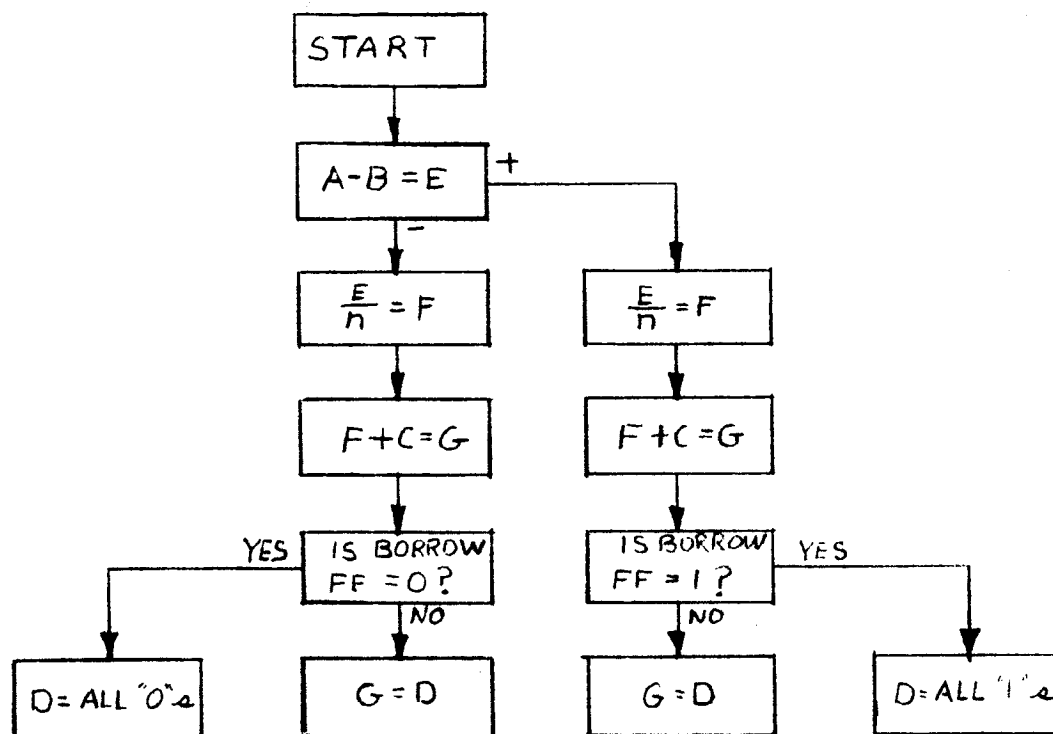 START
A-B=E
+
-
E/n = F
E/n = F
F+C=G
F+C=G
YES
IS BORROW
FF = 0?
NO
IS BORROW
FF = 1?
YES
NO
D= ALL "0"s
G=D
G=D
D=ALL "1"s